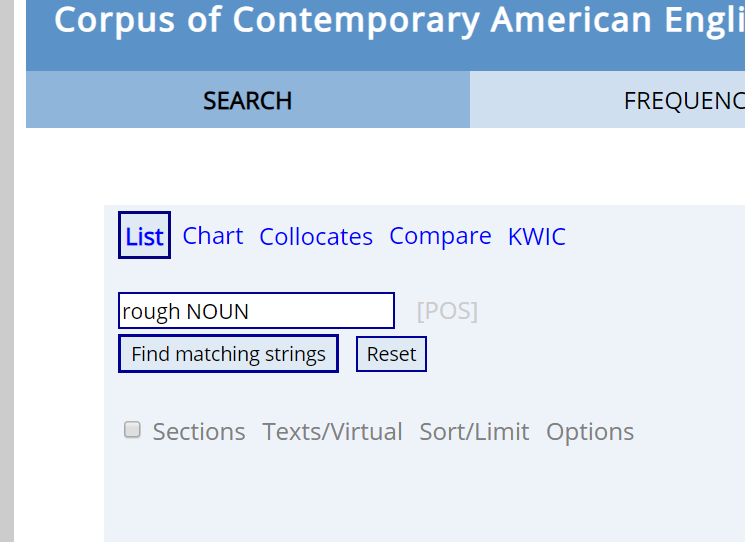 Corpus of Contemporary American Engli
SEARCH FREQUENC
List Chart Collocates Compare KWIC
rough NOUN [POS]
Find matching strings Reset
Sections Texts/Virtual Sort/Limit Options